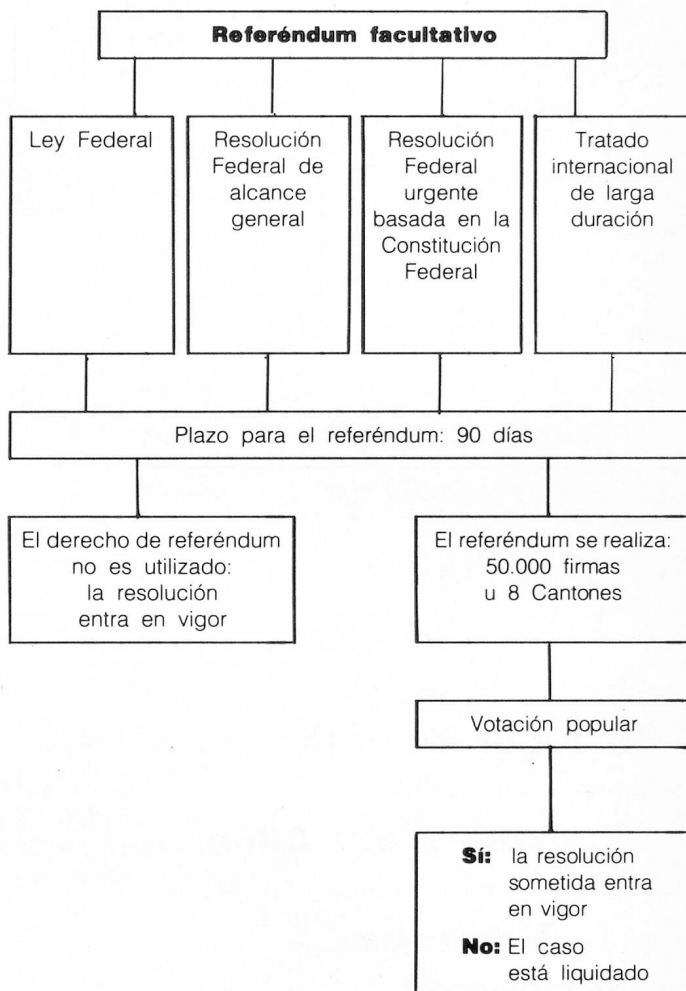 Referéndum facultativo
Ley Federal
Resolución
Federal de
alcance
general
Resolución
Federal
urgente
basada en la
Constitución
Federal
Tratado
internacional
de larga
duración
Plazo para el referéndum: 90 días
El derecho de referéndum
no es utilizado:
la resolución
entra en vigor
El referéndum se realiza:
50.000 firmas
u 8 Cantones
Votación popular
Sí: la resolución
sometida entra
en vigor
No: El caso
está liquidado